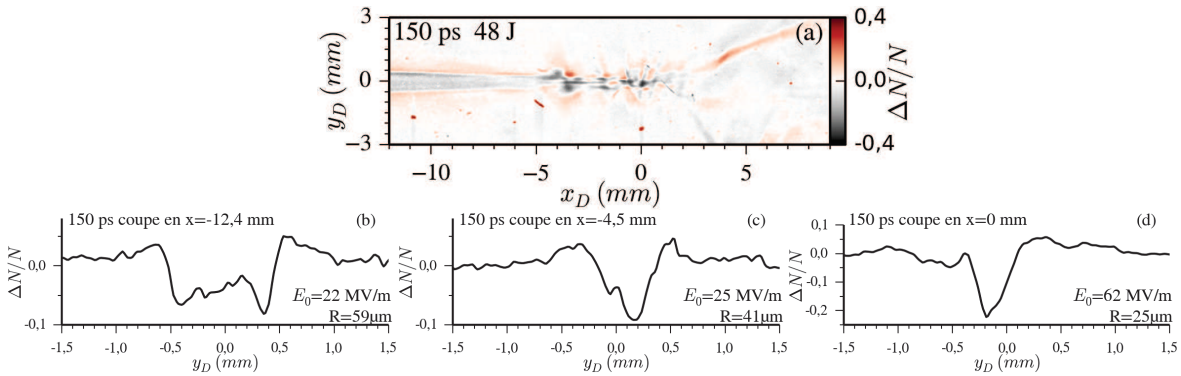 150 ps 48 J (a)
3
0
−3
y_D (mm)
−10 −5 0 5
x_D (mm)
0,4
0,0
−0,4
ΔN/N
150 ps coupe en x=-12,4 mm (b)
0,0
-0,1
ΔN/N
E_0=22 MV/m
R=59μm
-1,5 -1,0 -0,5 0,0 0,5 1,0 1,5
y_D (mm)
150 ps coupe en x=-4,5 mm (c)
0,0
-0,1
ΔN/N
E_0=25 MV/m
R=41μm
-1,5 -1,0 -0,5 0,0 0,5 1,0 1,5
y_D (mm)
150 ps coupe en x=0 mm (d)
0,1
0,0
-0,1
-0,2
ΔN/N
E_0=62 MV/m
R=25μm
-1,5 -1,0 -0,5 0,0 0,5 1,0 1,5
y_D (mm)